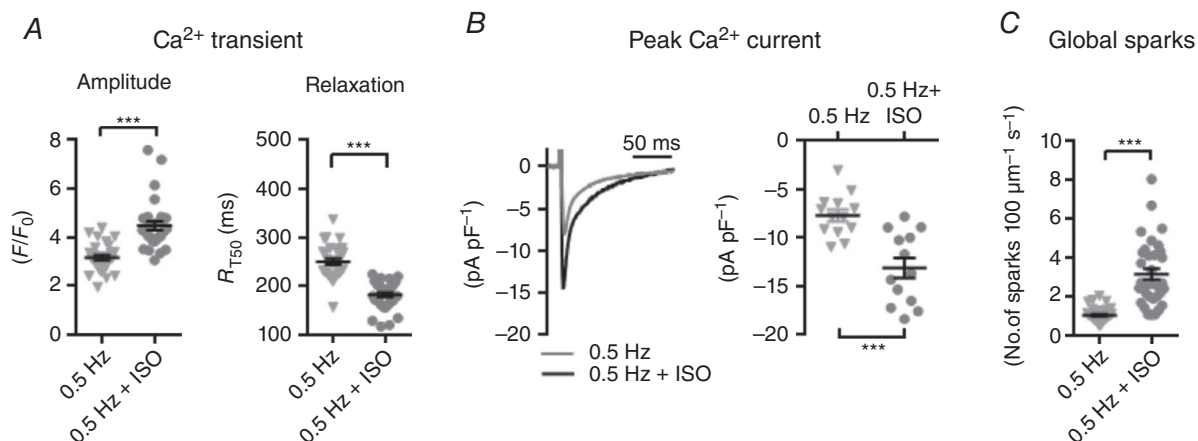 A
Ca²⁺ transient
Amplitude
***
8
6
4
2
0
(F/F₀)
0.5 Hz
0.5 Hz + ISO
Relaxation
***
500
400
300
200
100
R_T50 (ms)
0.5 Hz
0.5 Hz + ISO
B
Peak Ca²⁺ current
50 ms
0
−5
−10
−15
−20
(pA pF⁻¹)
0.5 Hz
0.5 Hz + ISO
0.5 Hz
0.5 Hz+
ISO
0
−5
−10
−15
−20
(pA pF⁻¹)
***
C
Global sparks
***
10
8
6
4
2
0
(No.of sparks 100 µm⁻¹ s⁻¹)
0.5 Hz
0.5 Hz + ISO